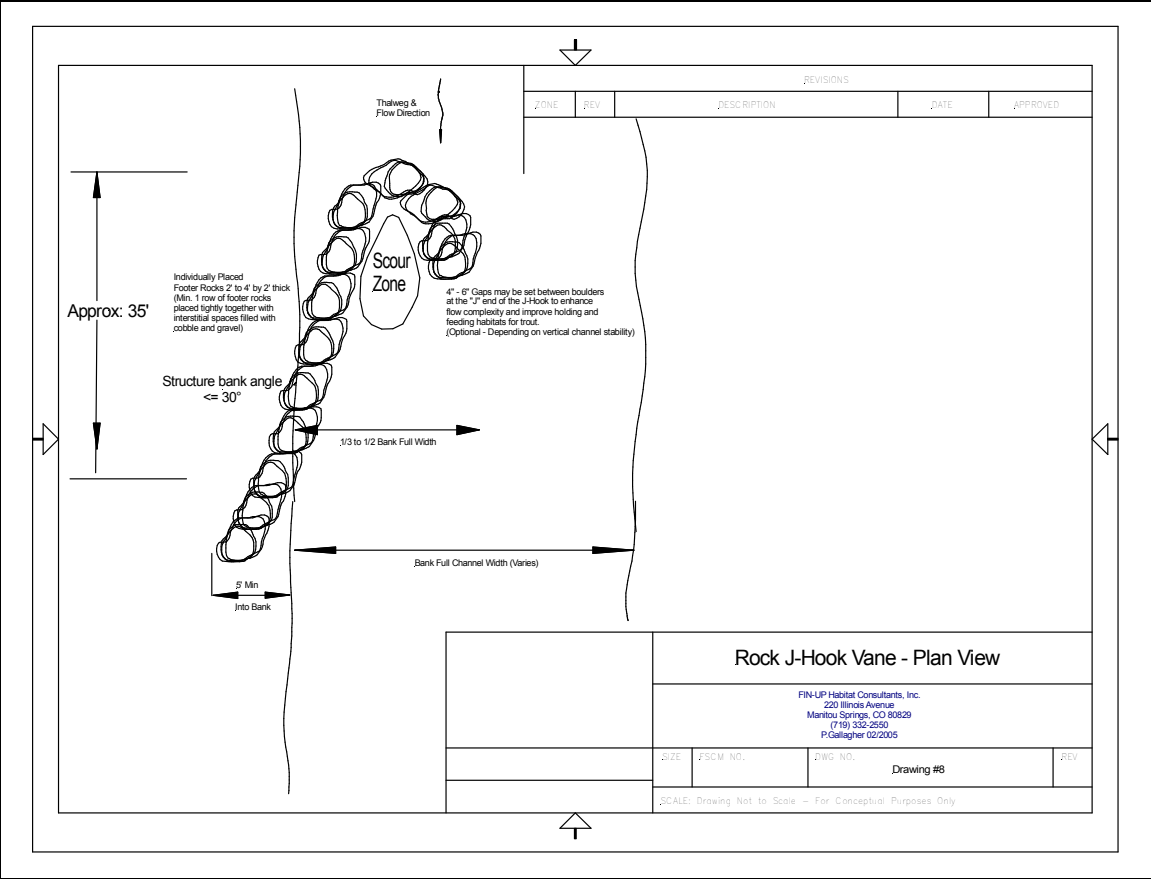 REVISIONS
ZONE REV DESCRIPTION DATE APPROVED
Thalweg &
Flow Direction
Scour
Zone
Individually Placed
Footer Rocks 2' to 4' by 2' thick
(Min. 1 row of footer rocks
placed tightly together with
interstitial spaces filled with
cobble and gravel)
Approx: 35'
4" - 6" Gaps may be set between boulders
at the "J" end of the J-Hook to enhance
flow complexity and improve holding and
feeding habitats for trout.
(Optional - Depending on vertical channel stability)
Structure bank angle
<= 30°
1/3 to 1/2 Bank Full Width
Bank Full Channel Width (Varies)
5' Min
Into Bank
Rock J-Hook Vane - Plan View
FIN-UP Habitat Consultants, Inc.
220 Illinois Avenue
Manitou Springs, CO 80829
(719) 332-2550
P.Gallagher 02/2005
SIZE FSCM NO. DWG NO. REV
Drawing #8
SCALE: Drawing Not to Scale - For Conceptual Purposes Only